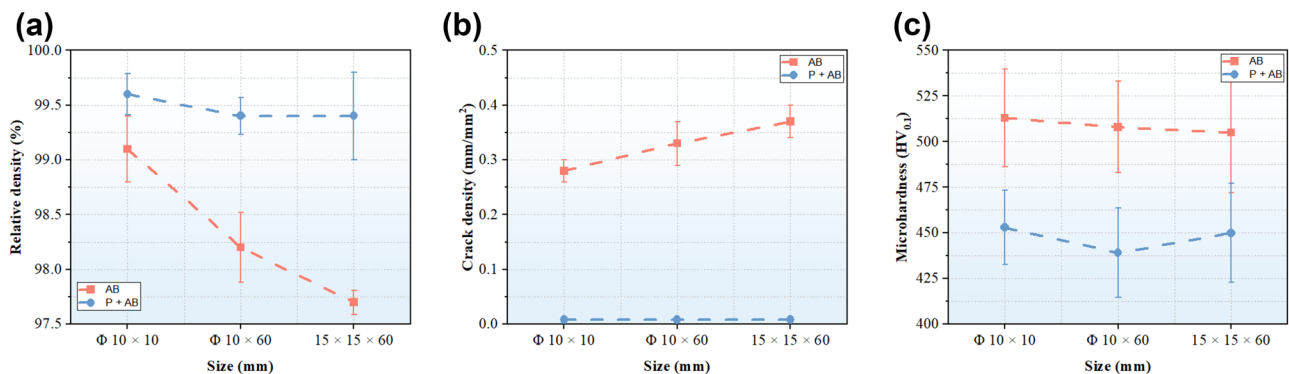 (a)
Relative density (%)
100.0
99.5
99.0
98.5
98.0
97.5
AB
P + AB
Φ 10 × 10
Φ 10 × 60
15 × 15 × 60
Size (mm)
(b)
Crack density (mm/mm²)
0.5
0.4
0.3
0.2
0.1
0.0
AB
P + AB
Φ 10 × 10
Φ 10 × 60
15 × 15 × 60
Size (mm)
(c)
Microhardness (HV0.1)
550
525
500
475
450
425
400
AB
P + AB
Φ 10 × 10
Φ 10 × 60
15 × 15 × 60
Size (mm)